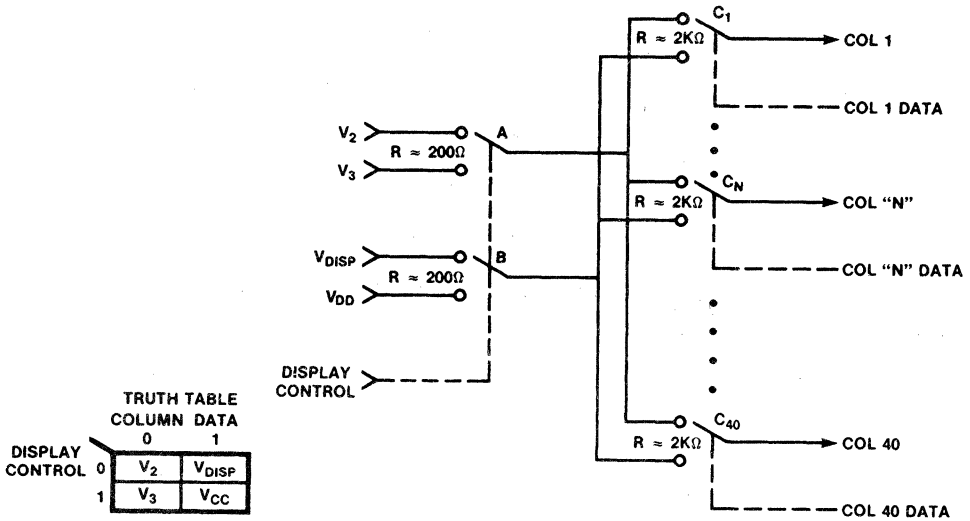 C1
R ≈ 2KΩ
COL 1
COL 1 DATA
V2
A
R ≈ 200Ω
V3
CN
R ≈ 2KΩ
COL “N”
VDISP
B
R ≈ 200Ω
COL “N” DATA
VDD
DISPLAY
CONTROL
TRUTH TABLE
COLUMN DATA
0 1
C40
R ≈ 2KΩ
COL 40
DISPLAY
CONTROL
0 V2 VDISP
1 V3 VCC
COL 40 DATA